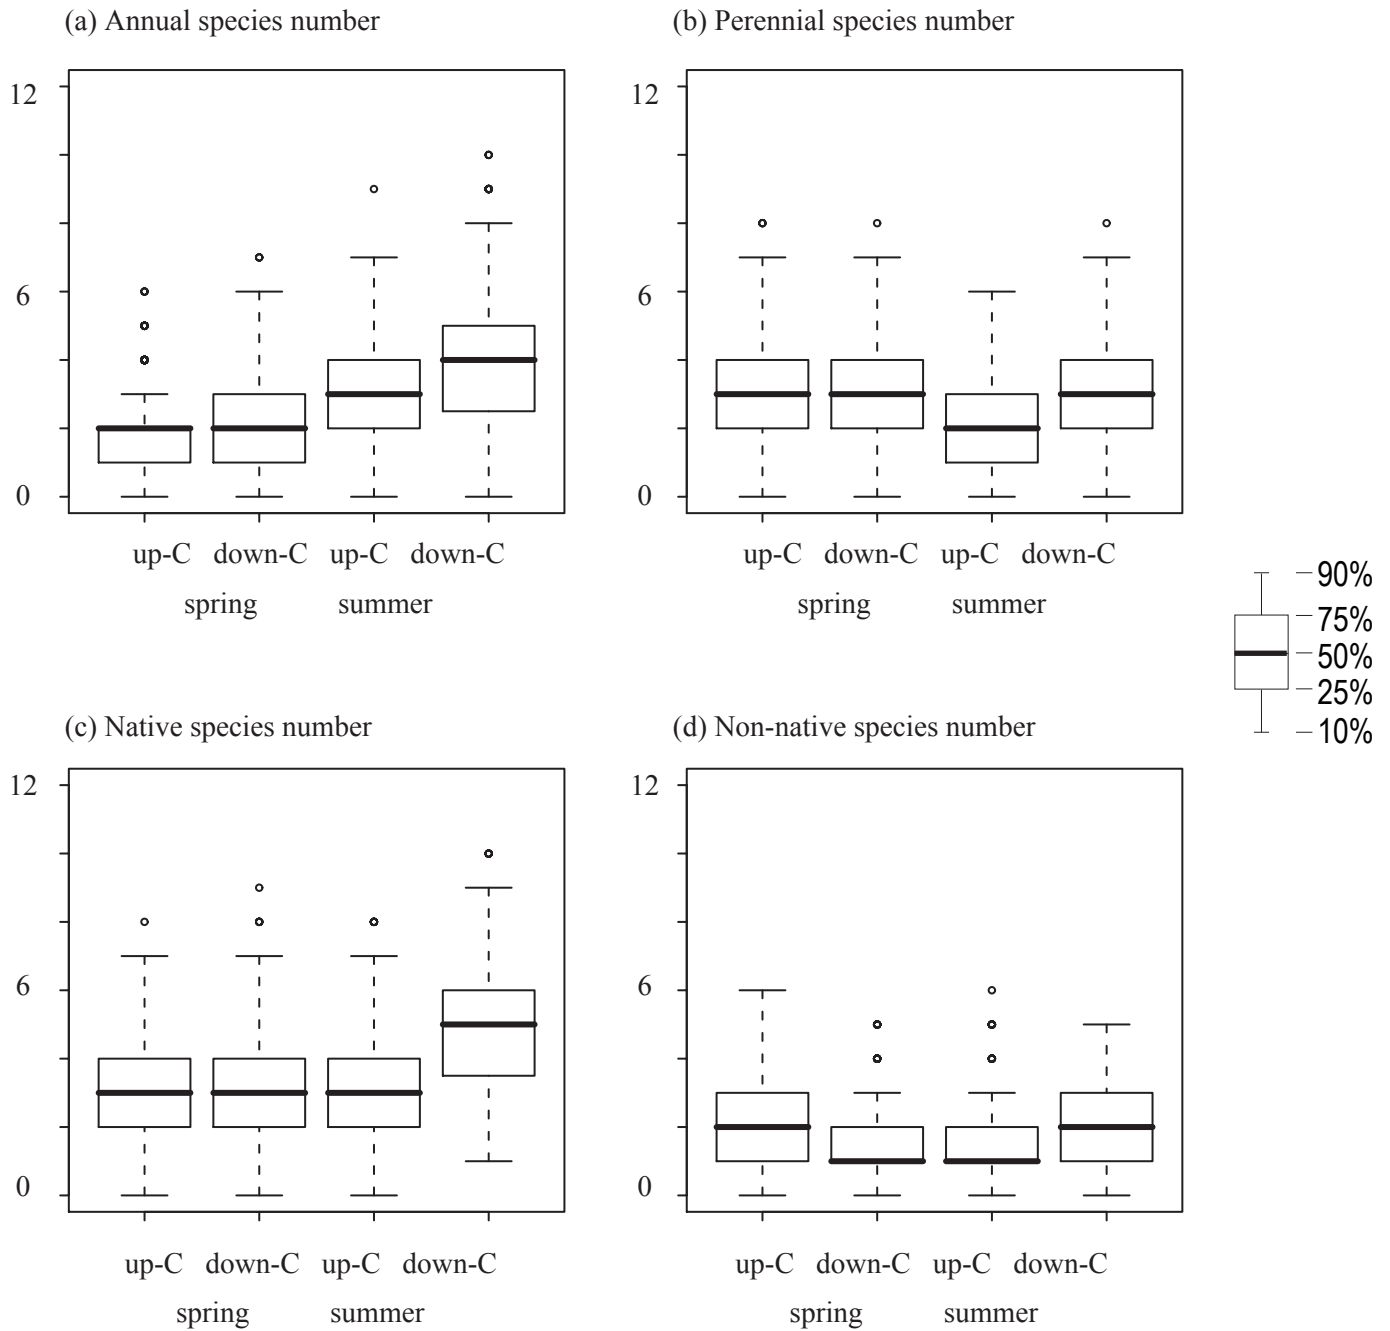 (a) Annual species number
12
6
0
up-C down-C up-C down-C
spring summer
(b) Perennial species number
12
6
0
up-C down-C up-C down-C
spring summer
90%
75%
50%
25%
10%
(c) Native species number
12
6
0
up-C down-C up-C down-C
spring summer
(d) Non-native species number
12
6
0
up-C down-C up-C down-C
spring summer